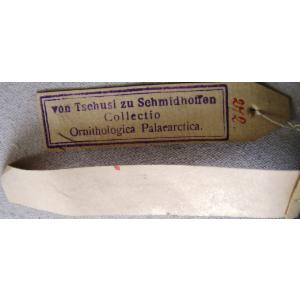 von Tschusi zu Schmidhoffen
Collectio
Ornithologica Palaearctica.